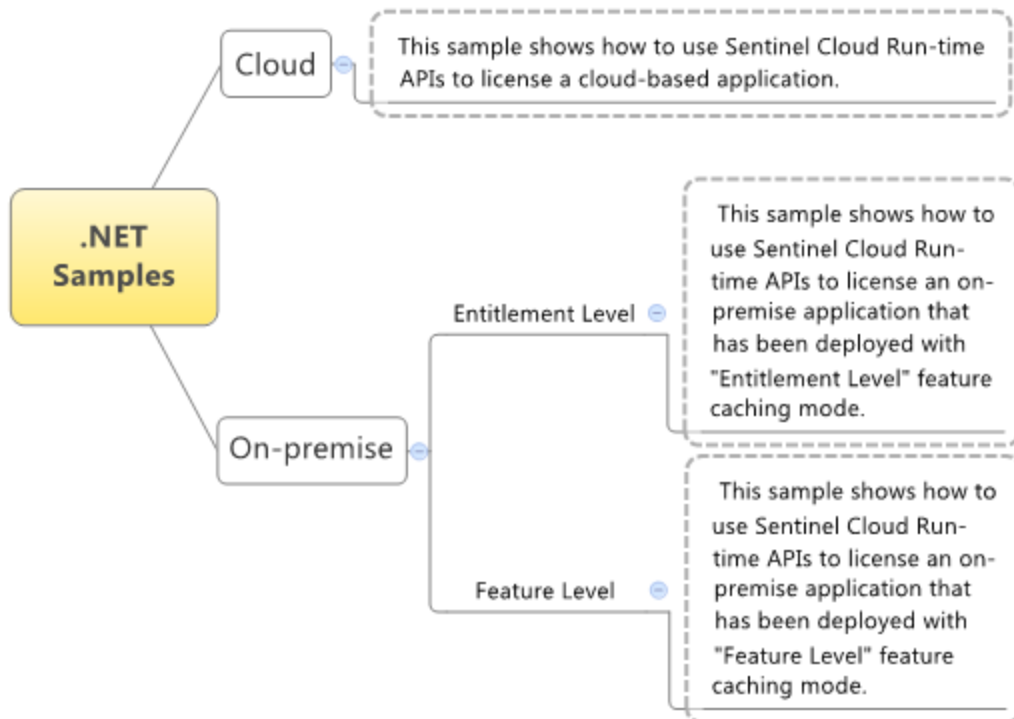 Cloud
This sample shows how to use Sentinel Cloud Run-time
APIs to license a cloud-based application.
.NET
Samples
On-premise
Entitlement Level
This sample shows how to
use Sentinel Cloud Run-
time APIs to license an on-
premise application that
has been deployed with
"Entitlement Level" feature
caching mode.
Feature Level
This sample shows how to
use Sentinel Cloud Run-
time APIs to license an on-
premise application that
has been deployed with
"Feature Level" feature
caching mode.